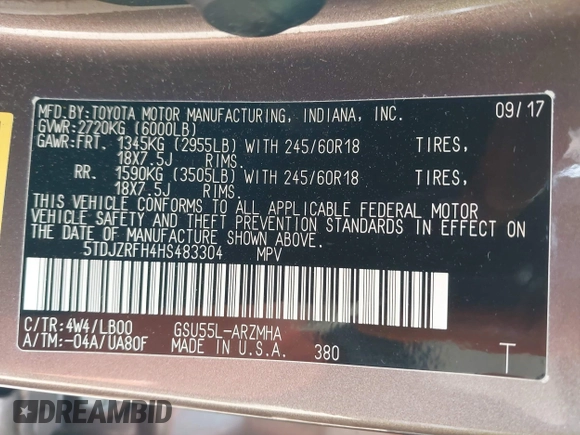 MFD.BY:TOYOTA MOTOR MANUFACTURING, INDIANA, INC. 09/17
GVWR:2720KG (6000LB)
GAWR:FRT. 1345KG (2955LB) WITH 245/60R18 TIRES,
18X7.5J RIMS.
RR. 1590KG (3505LB) WITH 245/60R18 TIRES,
18X7.5J RIMS.
THIS VEHICLE CONFORMS TO ALL APPLICABLE FEDERAL MOTOR
VEHICLE SAFETY AND THEFT PREVENTION STANDARDS IN EFFECT ON
THE DATE OF MANUFACTURE SHOWN ABOVE.
5TDJZRFH4HS483304 MPV
C/TR:4W4/LB00 GSU55L-ARZMHA
A/TM:-04A/UA80F MADE IN U.S.A. 380 T
DREAMBID